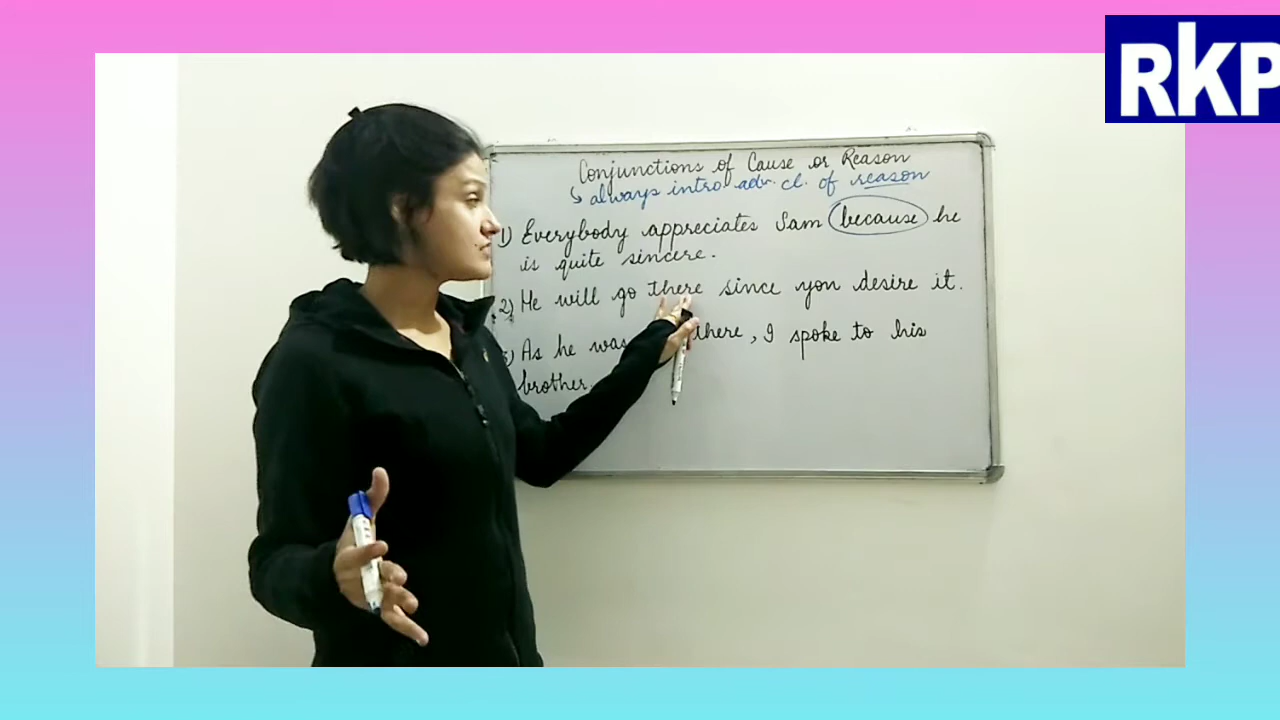 RKP
Conjunctions of Cause or Reason
↳ always intro adv. cl. of reason
1) Everybody appreciates Sam because he
is quite sincere.
2) He will go there since you desire it.
3) As he was there, I spoke to his
brother.